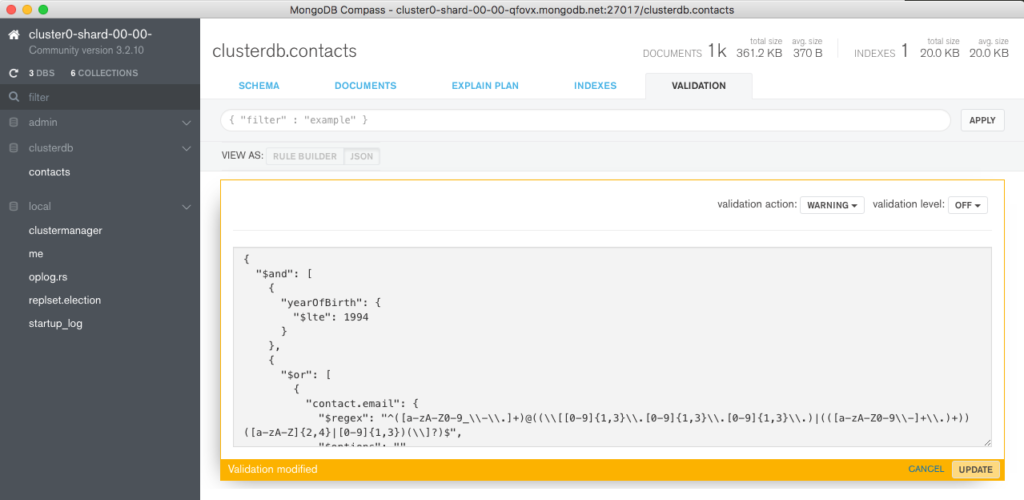 MongoDB Compass - cluster0-shard-00-00-qfovx.mongodb.net:27017/clusterdb.contacts
cluster0-shard-00-00-
Community version 3.2.10
3 DBS 6 COLLECTIONS
filter
admin
clusterdb
contacts
local
clustermanager
me
oplog.rs
replset.election
startup_log
clusterdb.contacts
DOCUMENTS 1k total size 361.2 KB avg. size 370 B INDEXES 1 total size 20.0 KB avg. size 20.0 KB
SCHEMA DOCUMENTS EXPLAIN PLAN INDEXES VALIDATION
{ "filter" : "example" } APPLY
VIEW AS: RULE BUILDER JSON
validation action: WARNING validation level: OFF
{
"$and": [
{
"yearOfBirth": {
"$lte": 1994
}
},
{
"$or": [
{
"contact.email": {
"$regex": "^([a-zA-Z0-9_\\-\\.]+)@((\\[[0-9]{1,3}\\.[0-9]{1,3}\\.[0-9]{1,3}\\.)|(([a-zA-Z0-9\\-]+\\.)+))
([a-zA-Z]{2,4}|[0-9]{1,3})(\\]?)$",
"$options": ""
Validation modified CANCEL UPDATE